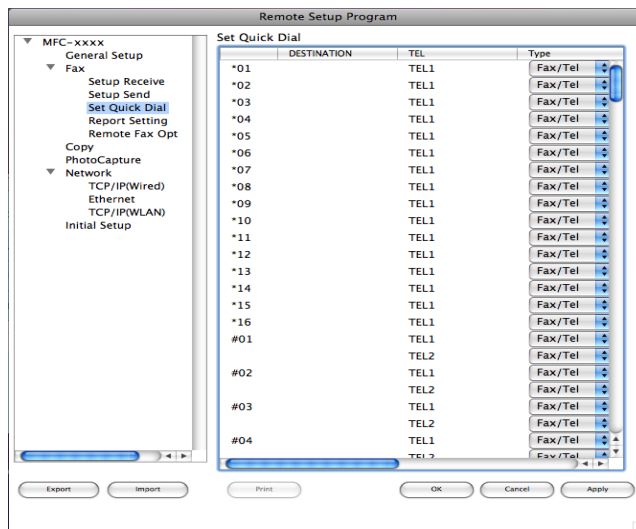 Remote Setup Program
MFC-xxxx
General Setup
Fax
Setup Receive
Setup Send
Set Quick Dial
Report Setting
Remote Fax Opt
Copy
PhotoCapture
Network
TCP/IP(Wired)
Ethernet
TCP/IP(WLAN)
Initial Setup
Set Quick Dial
DESTINATION TEL Type
*01 TEL1 Fax/Tel
*02 TEL1 Fax/Tel
*03 TEL1 Fax/Tel
*04 TEL1 Fax/Tel
*05 TEL1 Fax/Tel
*06 TEL1 Fax/Tel
*07 TEL1 Fax/Tel
*08 TEL1 Fax/Tel
*09 TEL1 Fax/Tel
*10 TEL1 Fax/Tel
*11 TEL1 Fax/Tel
*12 TEL1 Fax/Tel
*13 TEL1 Fax/Tel
*14 TEL1 Fax/Tel
*15 TEL1 Fax/Tel
*16 TEL1 Fax/Tel
#01 TEL1 Fax/Tel
TEL2 Fax/Tel
#02 TEL1 Fax/Tel
TEL2 Fax/Tel
#03 TEL1 Fax/Tel
TEL2 Fax/Tel
#04 TEL1 Fax/Tel
TEL2 Fax/Tel
Export Import Print OK Cancel Apply